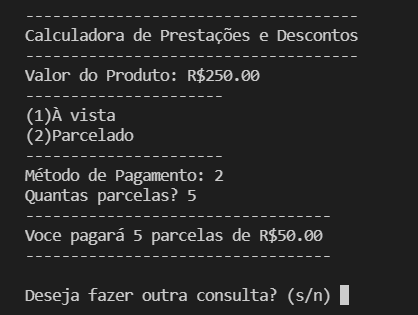 ------------------------------------
Calculadora de Prestações e Descontos
------------------------------------
Valor do Produto: R$250.00
---------------------
(1)À vista
(2)Parcelado
---------------------
Método de Pagamento: 2
Quantas parcelas? 5
---------------------------------
Voce pagará 5 parcelas de R$50.00
---------------------------------
Deseja fazer outra consulta? (s/n)